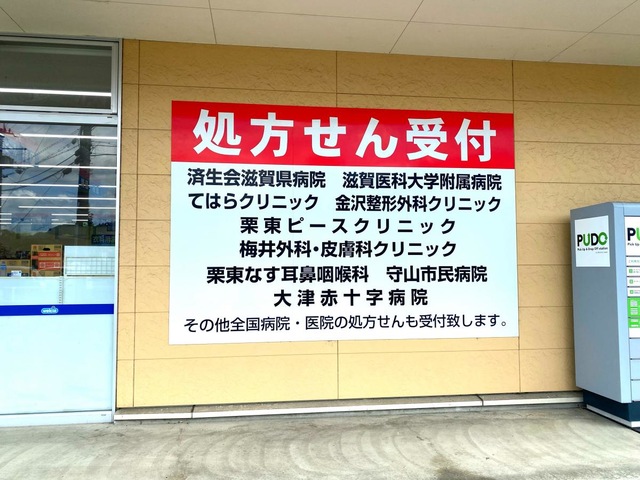 処方せん受付
済生会滋賀県病院 滋賀医科大学附属病院
てはらクリニック 金沢整形外科クリニック
栗東ピースクリニック
梅井外科・皮膚科クリニック
栗東なす耳鼻咽喉科 守山市民病院
大津赤十字病院
その他全国病院・医院の処方せんも受付致します。
PUDO